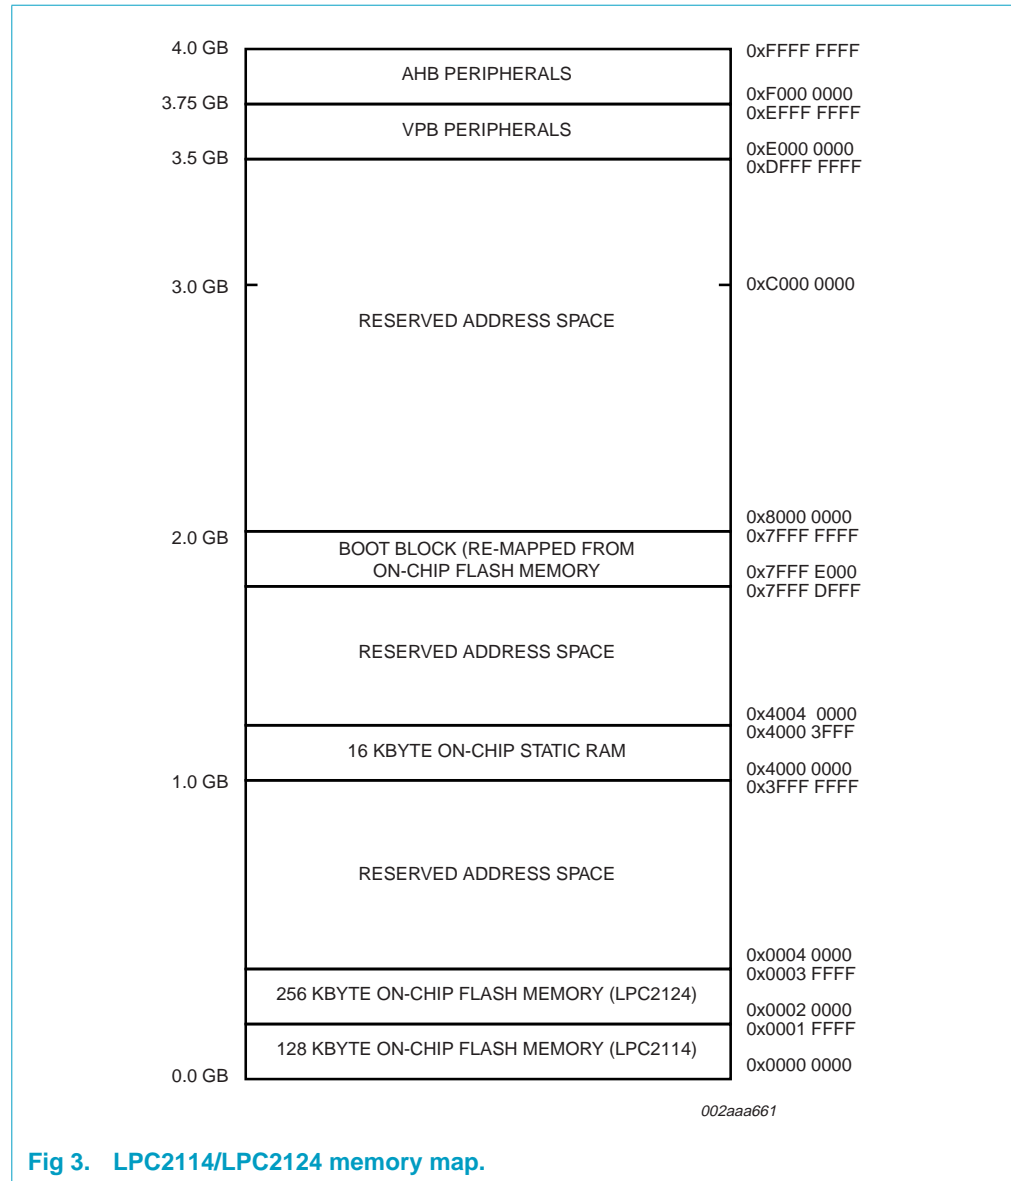 4.0 GB
0xFFFF FFFF
AHB PERIPHERALS
0xF000 0000
3.75 GB
0xEFFF FFFF
VPB PERIPHERALS
0xE000 0000
3.5 GB
0xDFFF FFFF
3.0 GB
0xC000 0000
RESERVED ADDRESS SPACE
0x8000 0000
2.0 GB
0x7FFF FFFF
BOOT BLOCK (RE-MAPPED FROM
ON-CHIP FLASH MEMORY
0x7FFF E000
0x7FFF DFFF
RESERVED ADDRESS SPACE
0x4004 0000
0x4000 3FFF
16 KBYTE ON-CHIP STATIC RAM
0x4000 0000
1.0 GB
0x3FFF FFFF
RESERVED ADDRESS SPACE
0x0004 0000
0x0003 FFFF
256 KBYTE ON-CHIP FLASH MEMORY (LPC2124)
0x0002 0000
0x0001 FFFF
128 KBYTE ON-CHIP FLASH MEMORY (LPC2114)
0x0000 0000
0.0 GB
002aaa661
Fig 3. LPC2114/LPC2124 memory map.